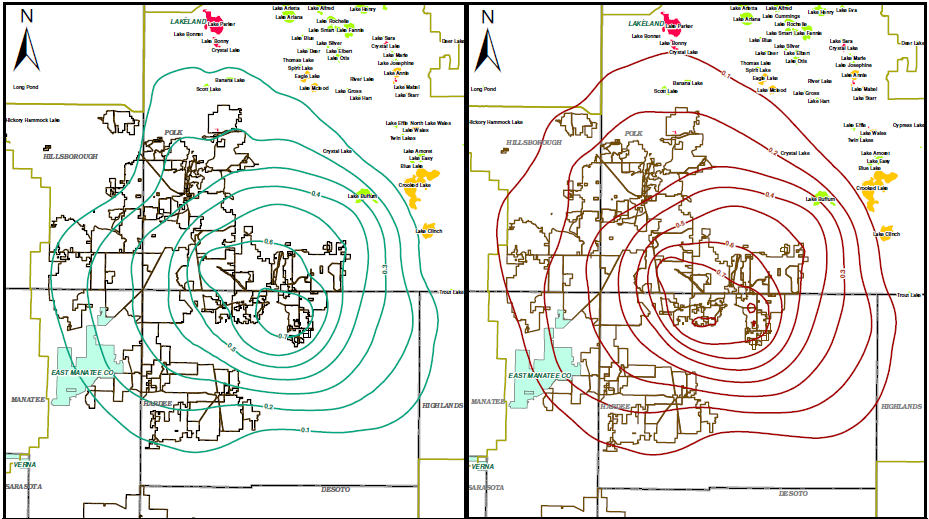 N
LAKELAND
Lake Parker
Lake Bonnet
Lake Bonny
Crystal Lake
Lake Arietta
Lake Alfred
Lake Henry
Lake Ariana
Lake Rochelle
Lake Smart
Lake Fannie
Lake Blue
Lake Silver
Lake Sara
Crystal Lake
Lake Deer
Lake Elbert
Lake Otis
Lake Marie
Thomas Lake
Lake Josephine
Spirit Lake
Eagle Lake
River Lake
Lake Annie
Lake McLeod
Lake Gross
Lake Mabel
Lake Hart
Lake Starr
Deer Lake
Banana Lake
Scott Lake
Long Pond
Hickory Hammock Lake
POLK
HILLSBOROUGH
Lake Effie
North Lake Wales
Lake Wales
Twin Lakes
Crystal Lake
Lake Amoret
Lake Easy
Blue Lake
Crooked Lake
Lake Buffum
Lake Clinch
0.4
0.6
0.3
Trout Lake
0.7
0.5
EAST MANATEE CO
MANATEE
HARDEE
0.2
HIGHLANDS
0.1
VERNA
SARASOTA
DESOTO
N
LAKELAND
Lake Parker
Lake Bonnet
Lake Bonny
Crystal Lake
Lake Arietta
Lake Alfred
Lake Henry
Lake Eva
Lake Ariana
Lake Cummings
Lake Rochelle
Lake Smart
Lake Fannie
Lake Blue
Lake Silver
Lake Sara
Crystal Lake
Lake Deer
Lake Elbert
Lake Otis
Lake Marie
Thomas Lake
Lake Josephine
Spirit Lake
Eagle Lake
River Lake
Lake Annie
Lake McLeod
Lake Gross
Lake Mabel
Lake Hart
Lake Starr
Deer Lake
0.1
Banana Lake
Scott Lake
Long Pond
Hickory Hammock Lake
POLK
HILLSBOROUGH
Lake Effie
Cypress Lake
Lake Wales
Twin Lakes
0.2
Crystal Lake
Lake Amoret
Lake Easy
Blue Lake
Crooked Lake
Lake Buffum
Lake Clinch
0.4
0.5
0.6
0.7
0.3
Trout Lake
EAST MANATEE CO
MANATEE
HARDEE
HIGHLANDS
VERNA
SARASOTA
DESOTO